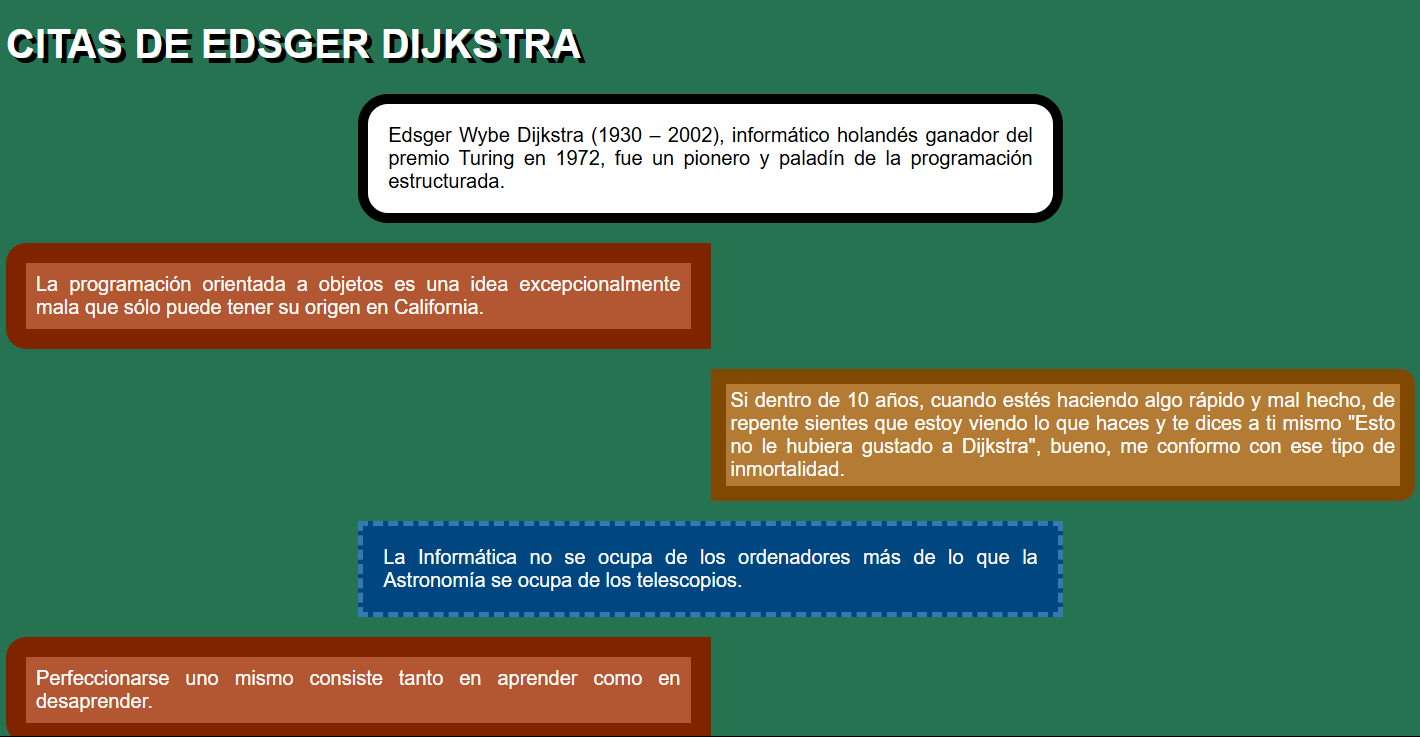 CITAS DE EDSGER DIJKSTRA
Edsger Wybe Dijkstra (1930 – 2002), informático holandés ganador del
premio Turing en 1972, fue un pionero y paladín de la programación
estructurada.
La programación orientada a objetos es una idea excepcionalmente
mala que sólo puede tener su origen en California.
Si dentro de 10 años, cuando estés haciendo algo rápido y mal hecho, de
repente sientes que estoy viendo lo que haces y te dices a ti mismo "Esto
no le hubiera gustado a Dijkstra", bueno, me conformo con ese tipo de
inmortalidad.
La Informática no se ocupa de los ordenadores más de lo que la
Astronomía se ocupa de los telescopios.
Perfeccionarse uno mismo consiste tanto en aprender como en
desaprender.